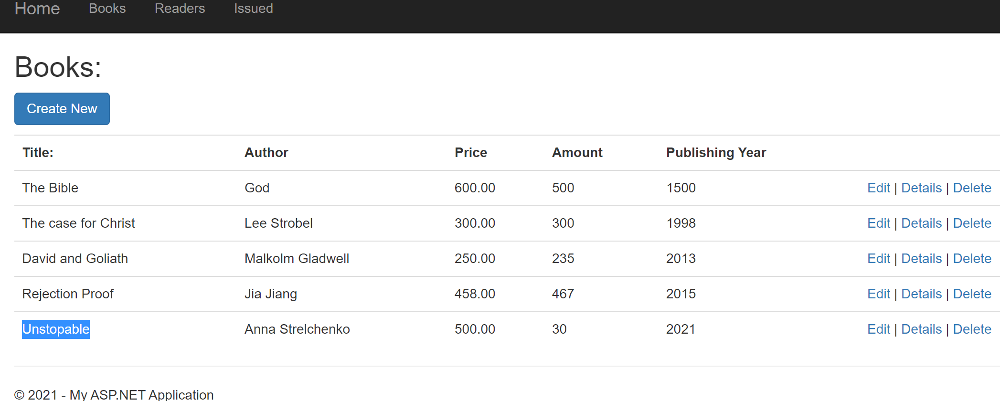 Home Books Readers Issued
Books:
Create New
Title: Author Price Amount Publishing Year
The Bible God 600.00 500 1500 Edit | Details | Delete
The case for Christ Lee Strobel 300.00 300 1998 Edit | Details | Delete
David and Goliath Malkolm Gladwell 250.00 235 2013 Edit | Details | Delete
Rejection Proof Jia Jiang 458.00 467 2015 Edit | Details | Delete
Unstopable Anna Strelchenko 500.00 30 2021 Edit | Details | Delete
© 2021 - My ASP.NET Application